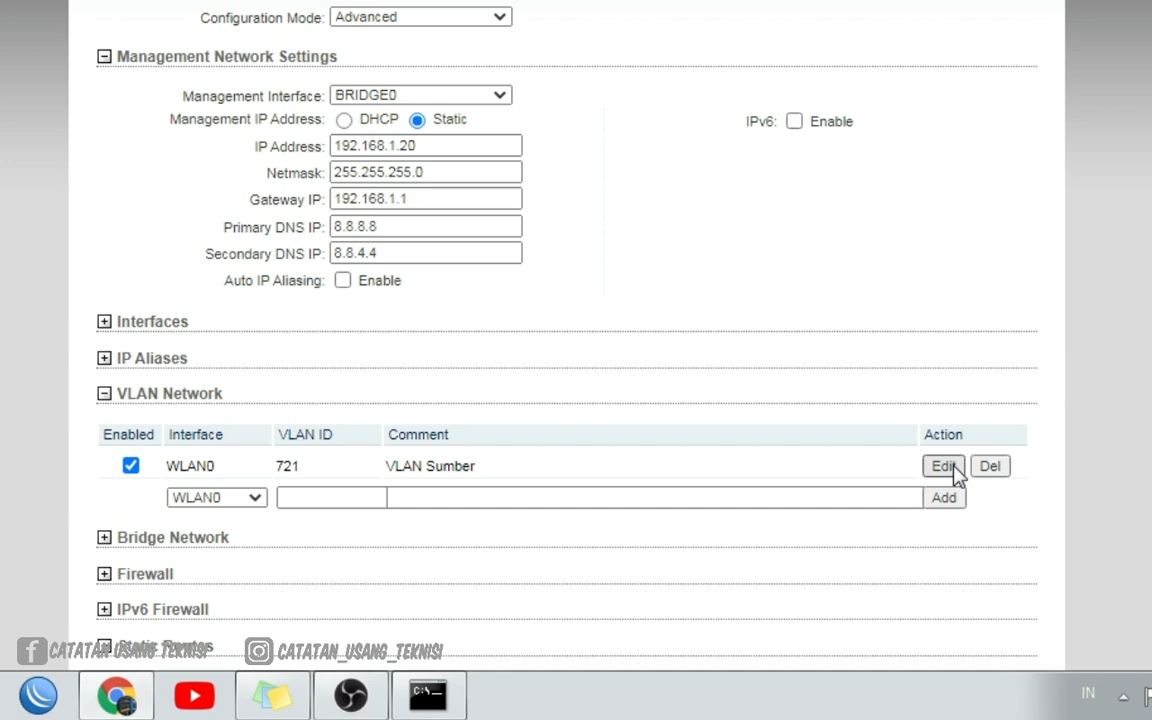 Configuration Mode: Advanced
Management Network Settings
Management Interface: BRIDGE0
Management IP Address: DHCP Static
IPv6: Enable
IP Address: 192.168.1.20
Netmask: 255.255.255.0
Gateway IP: 192.168.1.1
Primary DNS IP: 8.8.8.8
Secondary DNS IP: 8.8.4.4
Auto IP Aliasing: Enable
Interfaces
IP Aliases
VLAN Network
Enabled Interface VLAN ID Comment Action
WLAN0 721 VLAN Sumber Edit Del
WLAN0 Add
Bridge Network
Firewall
IPv6 Firewall
Static Routes
CATATAN USANG TEKNISI CATATAN_USANG_TEKNISI
C:\
IN